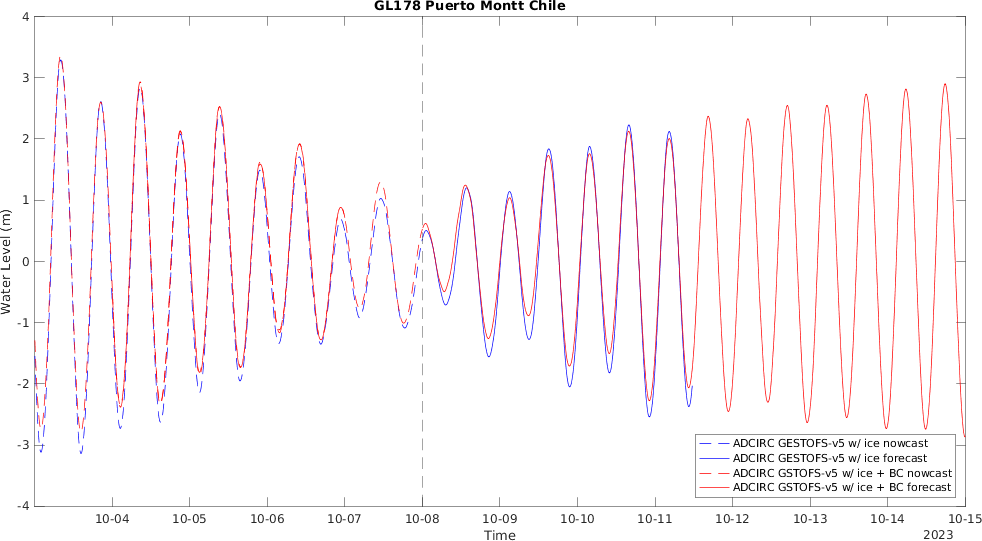 GL178 Puerto Montt Chile
4
3
2
1
0
-1
-2
-3
-4
Water Level (m)
ADCIRC GESTOFS-v5 w/ ice nowcast
ADCIRC GESTOFS-v5 w/ ice forecast
ADCIRC GSTOFS-v5 w/ ice + BC nowcast
ADCIRC GSTOFS-v5 w/ ice + BC forecast
10-04 10-05 10-06 10-07 10-08 10-09 10-10 10-11 10-12 10-13 10-14 10-15
Time
2023